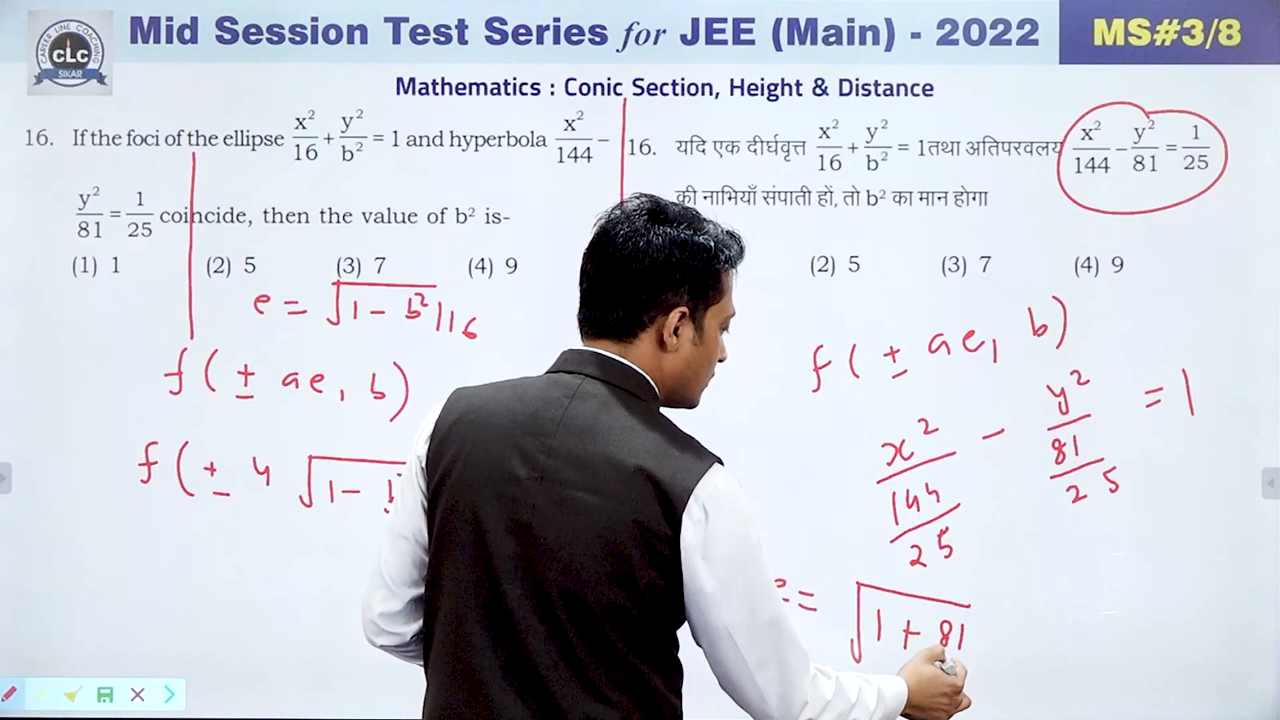 CAREER LINE COACHING
CLC
SIKAR
Mid Session Test Series for JEE (Main) - 2022
MS#3/8
Mathematics : Conic Section, Height & Distance
16. If the foci of the ellipse x²/16 + y²/b² = 1 and hyperbola x²/144 −
y²/81 = 1/25 coincide, then the value of b² is-
(1) 1 (2) 5 (3) 7 (4) 9
e = √1 − b²/16
f(± ae, b)
f(± 4 √1 −
16. यदि एक दीर्घवृत्त x²/16 + y²/b² = 1 तथा अतिपरवलय x²/144 − y²/81 = 1/25
की नाभियाँ संपाती हों, तो b² का मान होगा
(2) 5 (3) 7 (4) 9
f(± ae, b)
x²/144/25 − y²/81/25 = 1
= √1 + 81